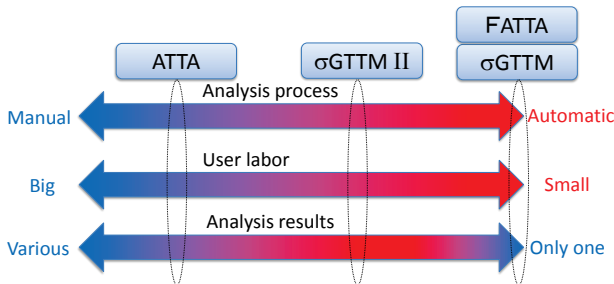 FATTA
ATTA
σGTTM II
σGTTM
Analysis process
Manual
Automatic
User labor
Big
Small
Analysis results
Various
Only one